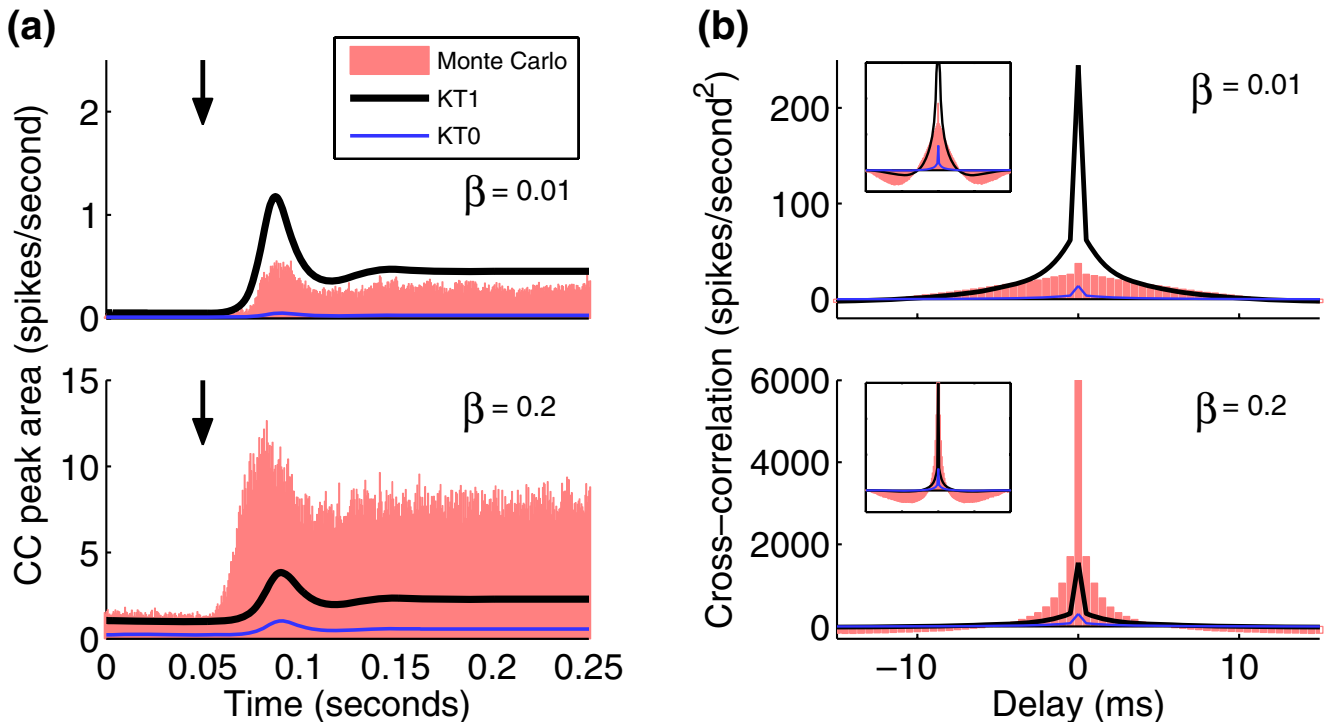 (a)
Monte Carlo
KT1
KT0
β = 0.01
2
1
0
β = 0.2
15
10
5
0
0
0.05
0.1
0.15
0.2
0.25
Time (seconds)
CC peak area (spikes/second)
(b)
β = 0.01
200
100
0
β = 0.2
6000
4000
2000
0
−10
0
10
Delay (ms)
Cross−correlation (spikes/second²)